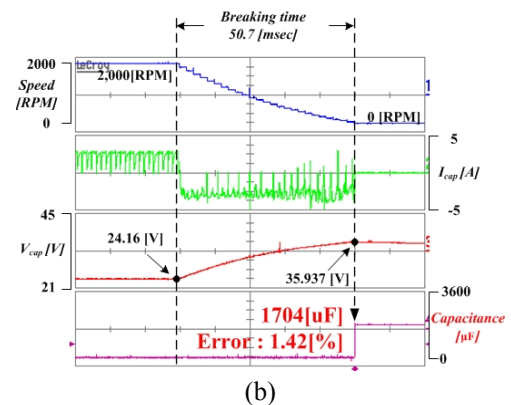 Breaking time
50.7 [msec]
2000
LeCroy
2,000[RPM]
Speed
[RPM]
0
0 [RPM]
1
5
I_cap [A]
-5
45
24.16 [V]
V_cap [V]
35.937 [V]
21
3600
1704[uF]
Capacitance
Error : 1.42[%]
[µF]
0
(b)